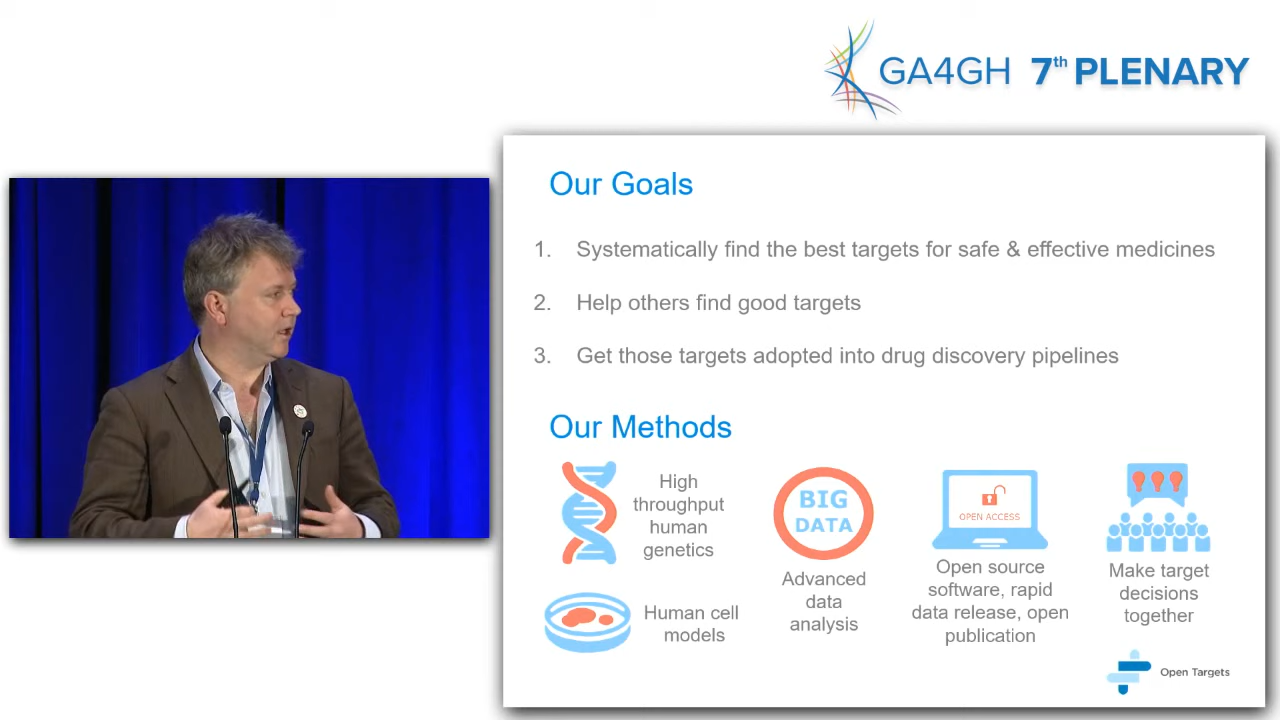 GA4GH 7th PLENARY
Our Goals
1. Systematically find the best targets for safe & effective medicines
2. Help others find good targets
3. Get those targets adopted into drug discovery pipelines
Our Methods
High
throughput
human
genetics
Human cell
models
BIG
DATA
Advanced
data
analysis
OPEN ACCESS
Open source
software, rapid
data release, open
publication
Make target
decisions
together
Open Targets